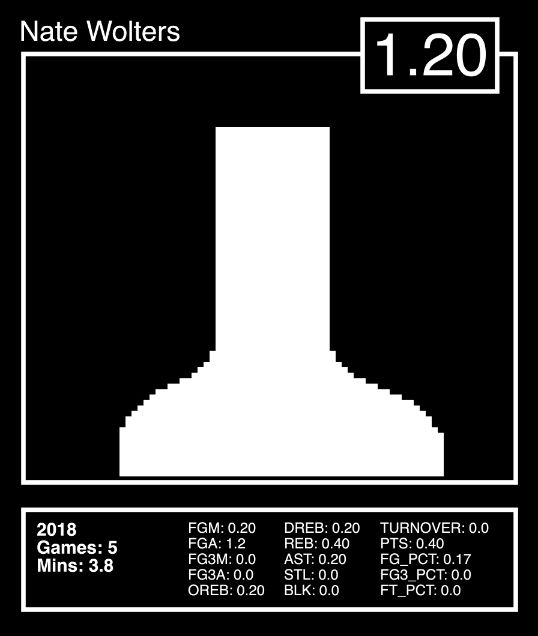 Nate Wolters
1.20
2018
Games: 5
Mins: 3.8
FGM: 0.20
FGA: 1.2
FG3M: 0.0
FG3A: 0.0
OREB: 0.20
DREB: 0.20
REB: 0.40
AST: 0.20
STL: 0.0
BLK: 0.0
TURNOVER: 0.0
PTS: 0.40
FG_PCT: 0.17
FG3_PCT: 0.0
FT_PCT: 0.0